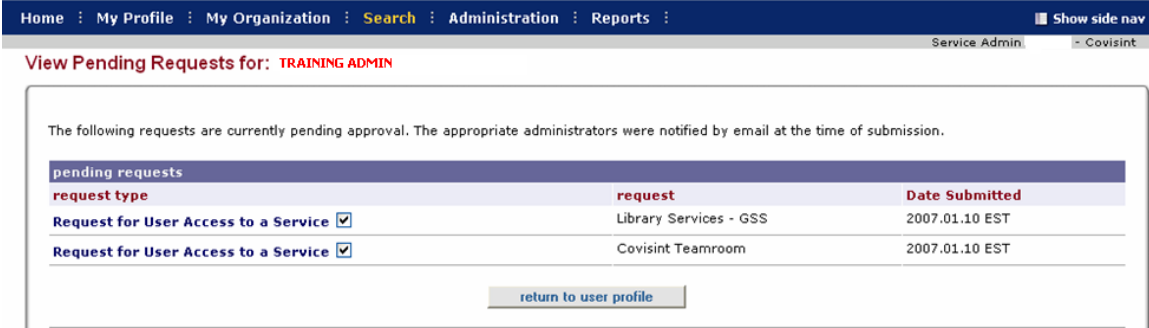 Home ⋮ My Profile ⋮ My Organization ⋮ Search ⋮ Administration ⋮ Reports ⋮ Show side nav
Service Admin - Covisint
View Pending Requests for: TRAINING ADMIN
The following requests are currently pending approval. The appropriate administrators were notified by email at the time of submission.
pending requests
request type request Date Submitted
Request for User Access to a Service Library Services - GSS 2007.01.10 EST
Request for User Access to a Service Covisint Teamroom 2007.01.10 EST
return to user profile